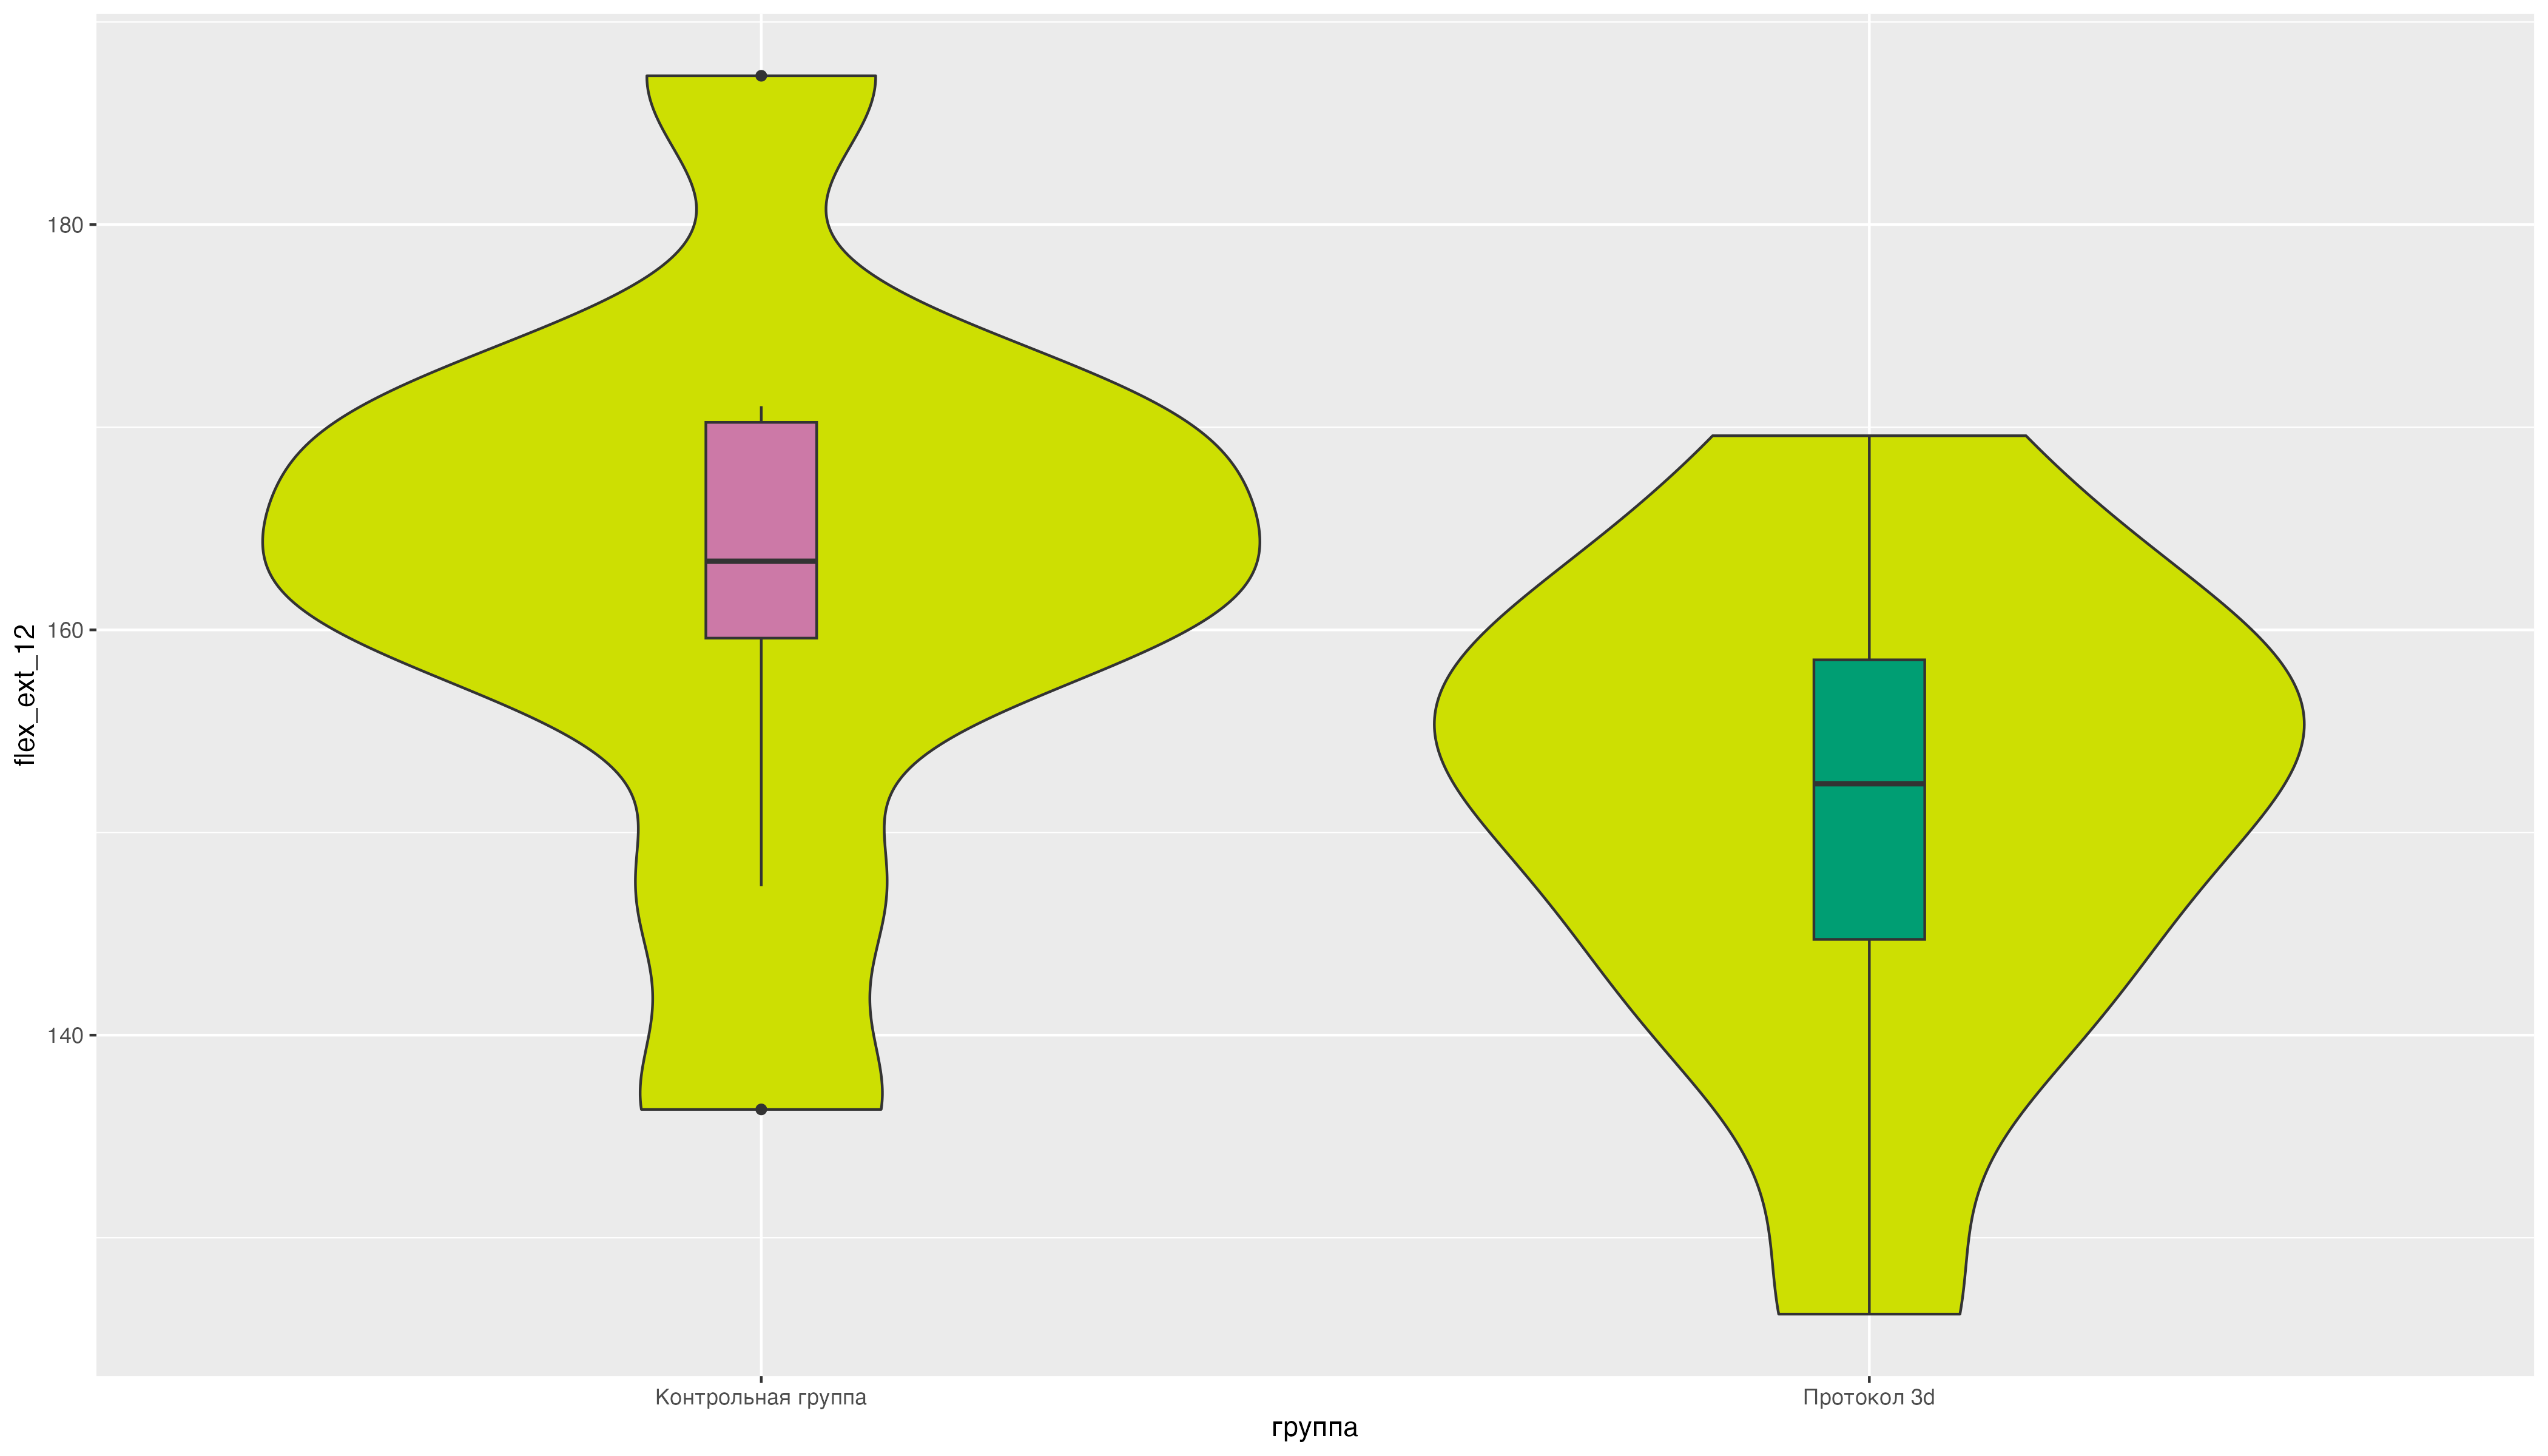 flex_ext_12
180
160
140
Контрольная группа
Протокол 3d
группа